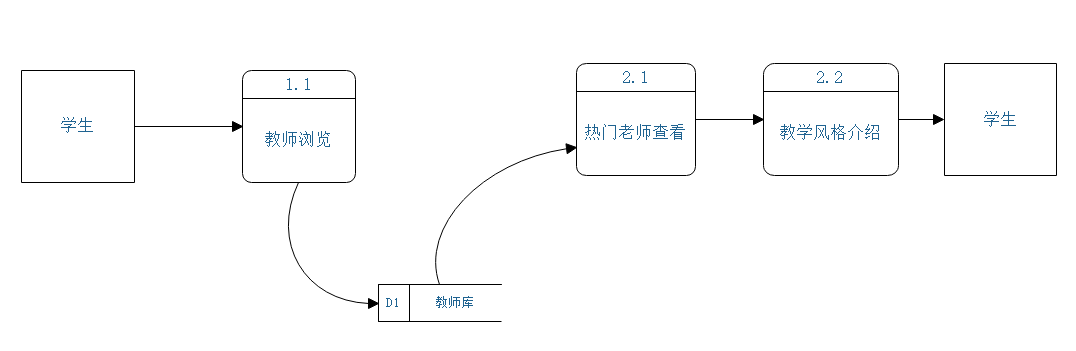 学生
1.1
教师浏览
D1
教师库
2.1
热门老师查看
2.2
教学风格介绍
学生